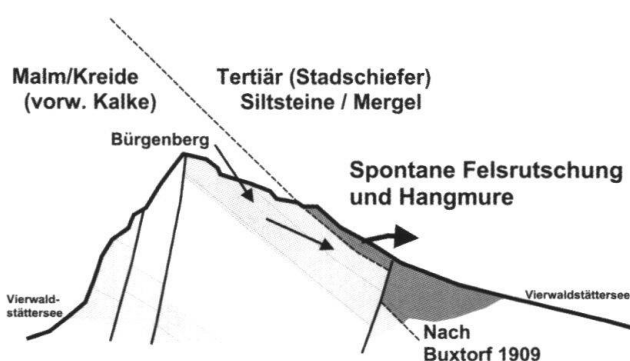 Malm/Kreide
(vorw. Kalke)
Tertiär (Stadschiefer)
Siltsteine / Mergel
Bürgenberg
Spontane Felsrutschung
und Hangmure
Vierwald-
stättersee
Vierwaldstättersee
Nach
Buxtorf 1909